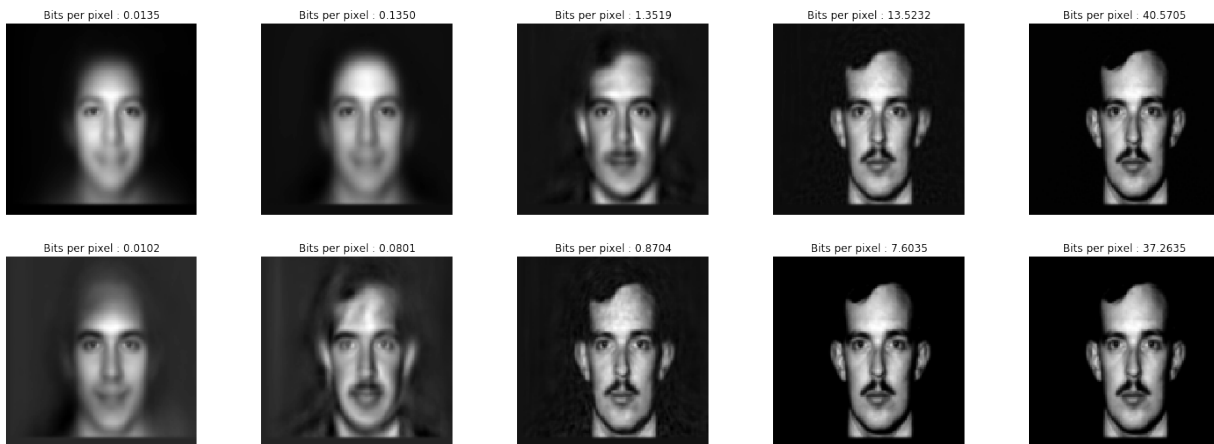 Bits per pixel : 0.0135
Bits per pixel : 0.1350
Bits per pixel : 1.3519
Bits per pixel : 13.5232
Bits per pixel : 40.5705
Bits per pixel : 0.0102
Bits per pixel : 0.0801
Bits per pixel : 0.8704
Bits per pixel : 7.6035
Bits per pixel : 37.2635